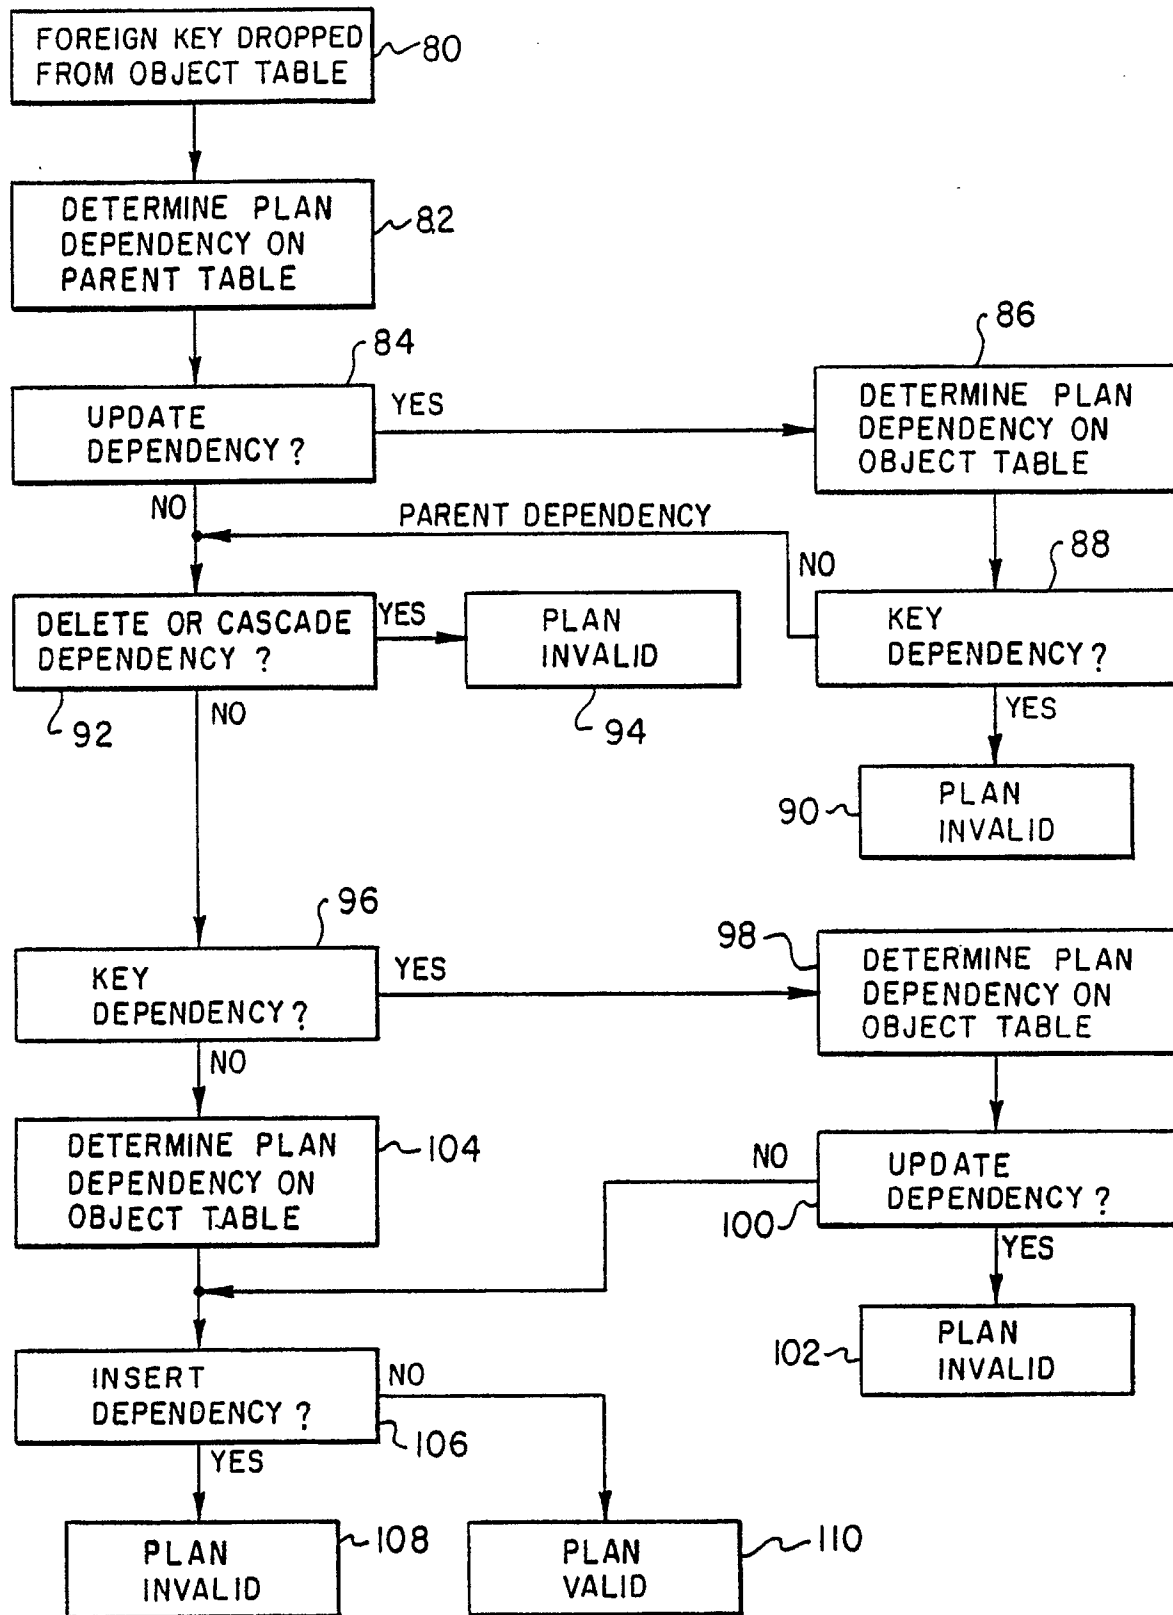 FOREIGN KEY DROPPED
FROM OBJECT TABLE
80
DETERMINE PLAN
DEPENDENCY ON
PARENT TABLE
82
84
UPDATE
DEPENDENCY?
YES
NO
86
DETERMINE PLAN
DEPENDENCY ON
OBJECT TABLE
PARENT DEPENDENCY
88
NO
KEY
DEPENDENCY?
YES
DELETE OR CASCADE
DEPENDENCY ?
YES
92
NO
PLAN
INVALID
94
90
PLAN
INVALID
96
KEY
DEPENDENCY?
YES
NO
98
DETERMINE PLAN
DEPENDENCY ON
OBJECT TABLE
DETERMINE PLAN
DEPENDENCY ON
OBJECT TABLE
104
NO
UPDATE
DEPENDENCY?
100
YES
102
PLAN
INVALID
INSERT
DEPENDENCY ?
NO
106
YES
PLAN
INVALID
108
PLAN
VALID
110